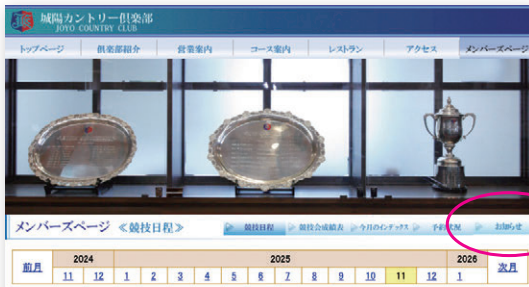 城陽カントリー倶楽部
JOYO COUNTRY CLUB
トップページ 倶楽部紹介 営業案内 コース案内 レストラン アクセス メンバーズページ
メンバーズページ ≪競技日程≫ 競技日程 競技会成績表 今月のインデックス 予約状況 お知らせ
前月 2024 2025 2026 次月
11 12 1 2 3 4 5 6 7 8 9 10 11 12 1